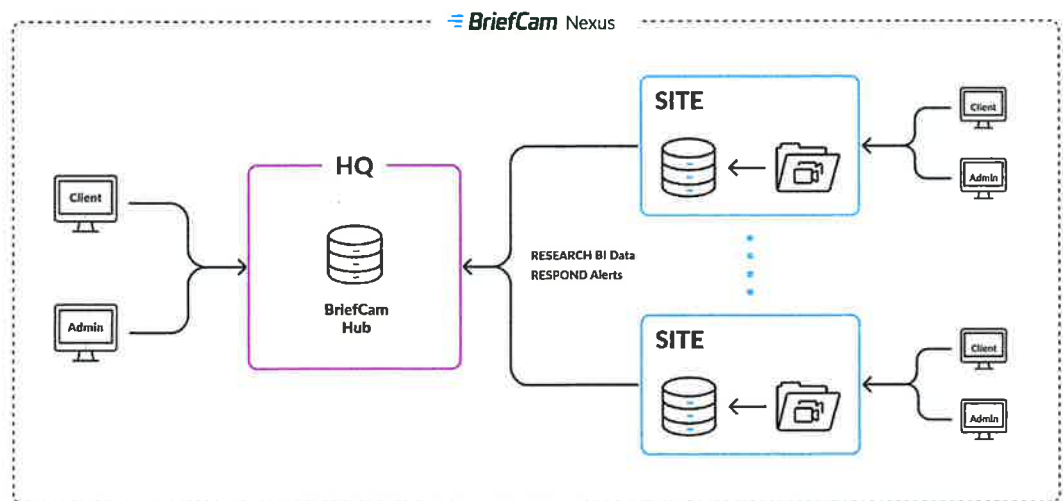 BriefCam Nexus
Client
Admin
HQ
BriefCam
Hub
RESEARCH BI Data
RESPOND Alerts
SITE
Client
Admin
SITE
Client
Admin